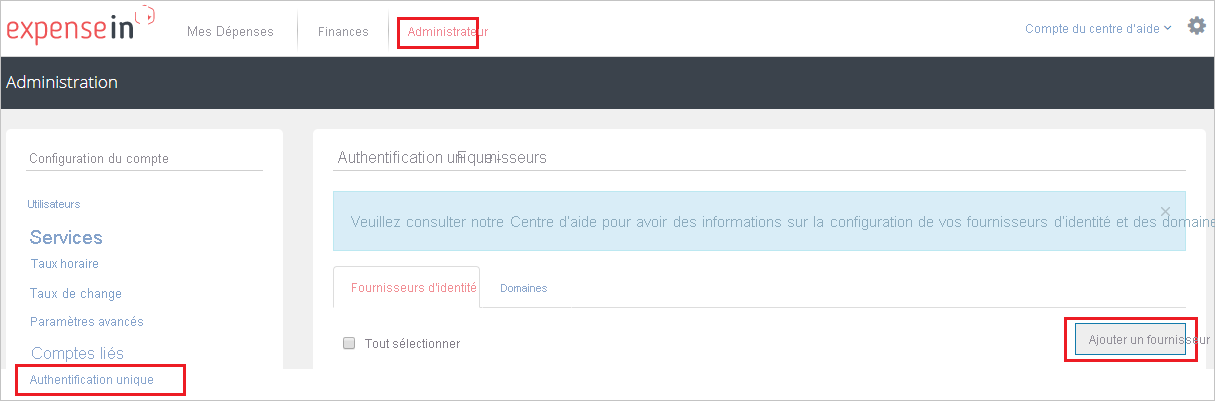 expensein
Mes Dépenses Finances Administrateur Compte du centre d'aide
Administration
Configuration du compte
Utilisateurs
Services
Taux horaire
Taux de change
Paramètres avancés
Comptes liés
Authentification unique
Authentification unique - Fournisseurs
Veuillez consulter notre Centre d'aide pour avoir des informations sur la configuration de vos fournisseurs d'identité et des domaine
×
Fournisseurs d'identité Domaines
Tout sélectionner
Ajouter un fournisseur